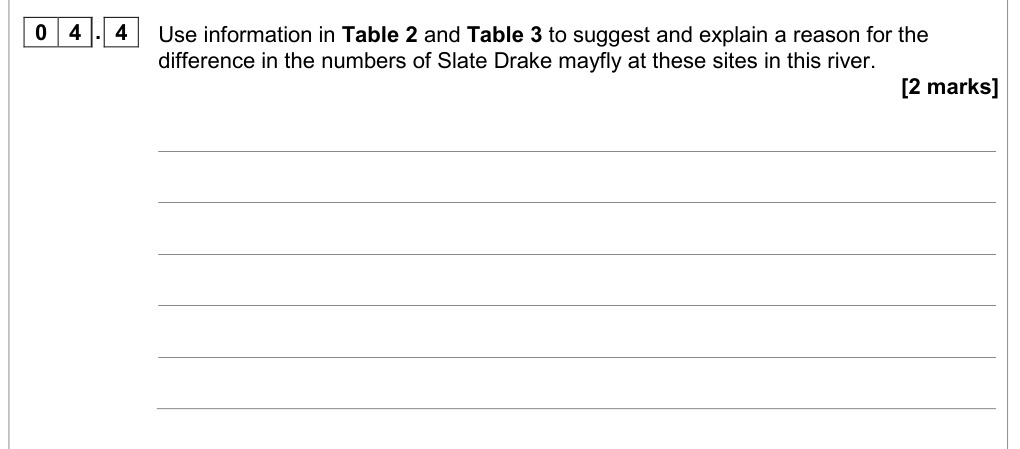 0 4 . 4 Use information in Table 2 and Table 3 to suggest and explain a reason for the
difference in the numbers of Slate Drake mayfly at these sites in this river.
[2 marks]